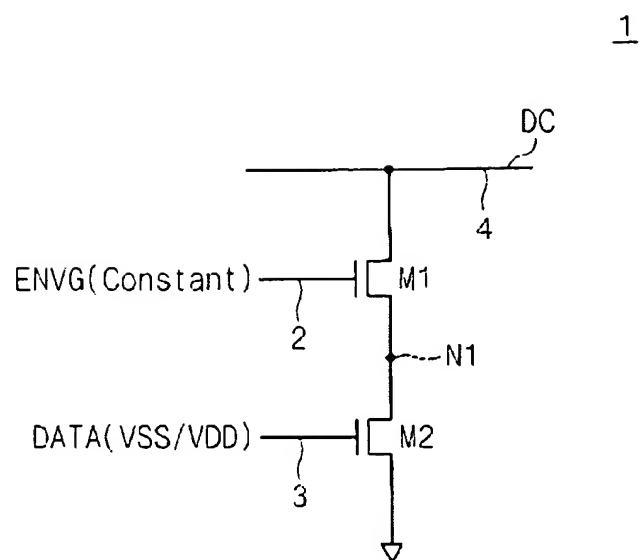 1
DC
4
ENVG(Constant)
M1
2
N1
DATA(VSS/VDD)
M2
3